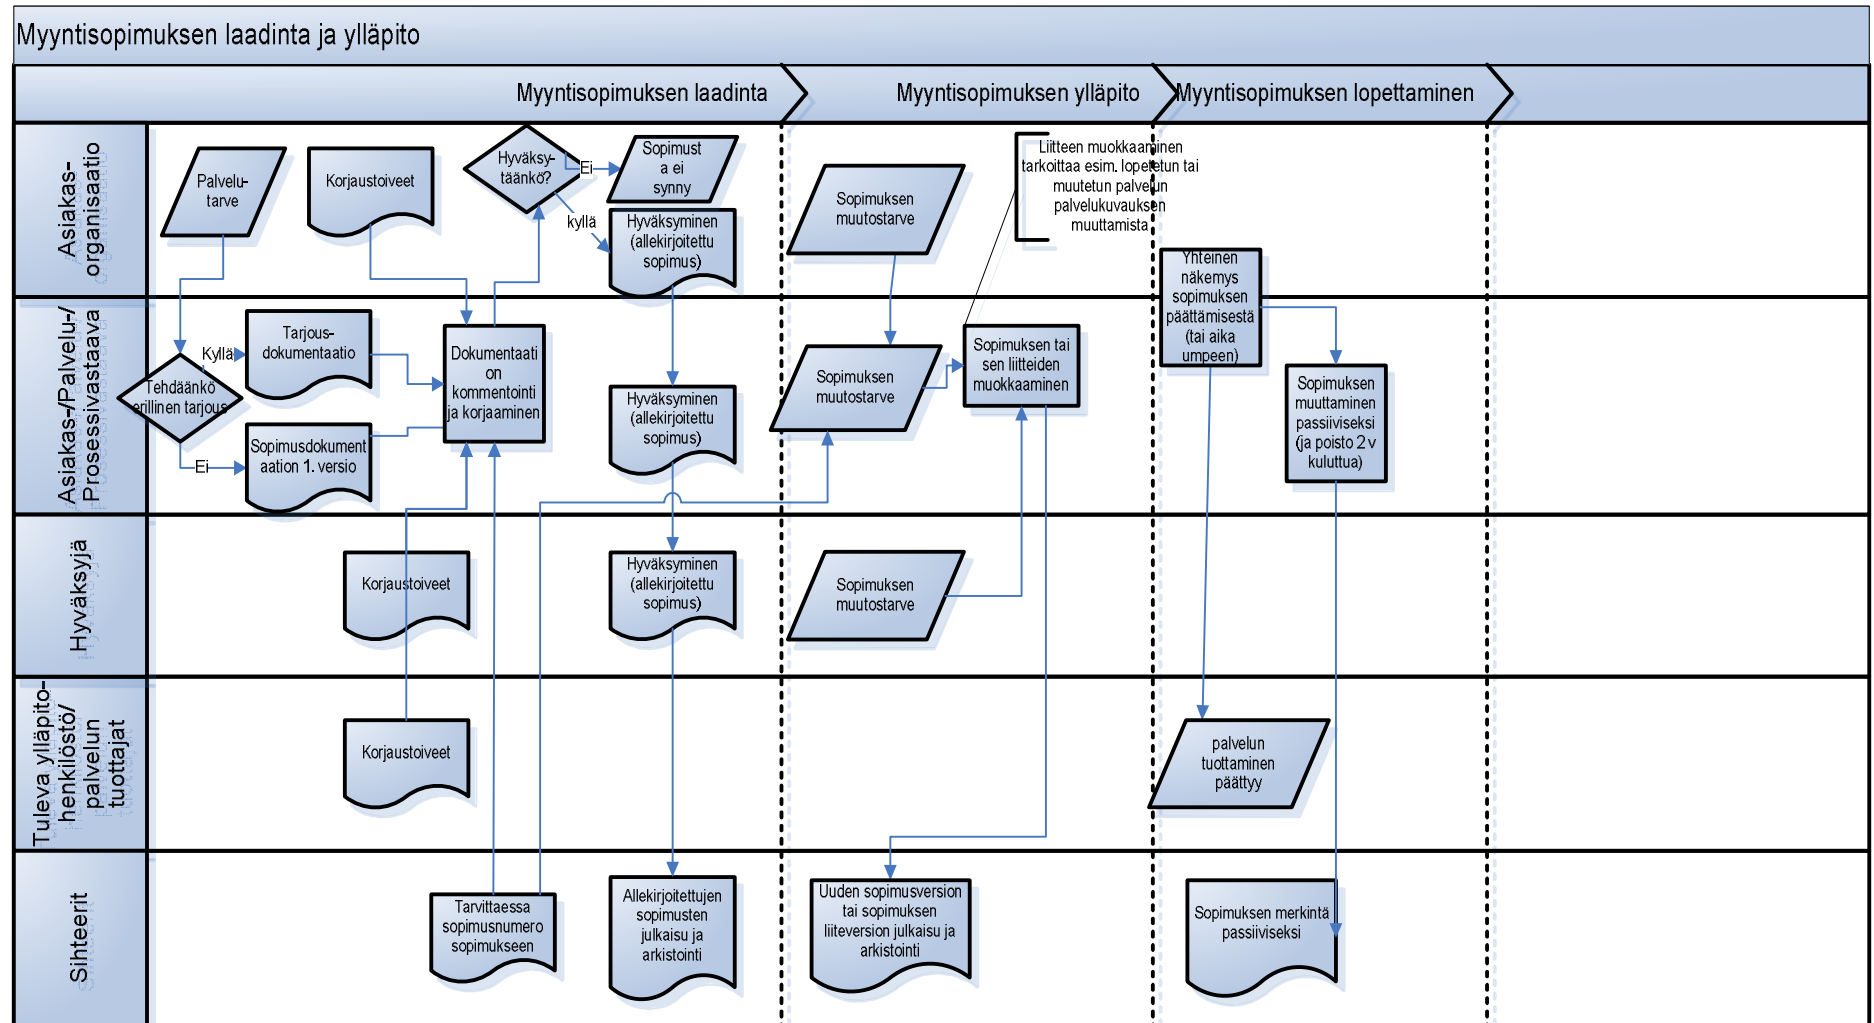 Myyntisopimuksen laadinta ja ylläpito
Myyntisopimuksen laadinta
Myyntisopimuksen ylläpito
Myyntisopimuksen lopettaminen
Asiakas-
organisaatio
Palvelu-
tarve
Korjaustoiveet
Hyväksy-
täänkö?
Ei
Sopimust
a ei
synny
kyllä
Hyväksyminen
(allekirjoitettu
sopimus)
Sopimuksen
muutostarve
Liitteen muokkaaminen
tarkoittaa esim. lopetetun tai
muutetun palvelun
palvelukuvauksen
muuttamista
Yhteinen
näkemys
sopimuksen
päättämisestä
(tai aika
umpeen)
Asiakas-/Palvelu-/
Prosessivastaava
Tehdäänkö
erillinen tarjous
Kyllä
Ei
Tarjous-
dokumentaatio
Sopimusdokument
aation 1. versio
Dokumentaati
on
kommentointi
ja korjaaminen
Hyväksyminen
(allekirjoitettu
sopimus)
Sopimuksen
muutostarve
Sopimuksen tai
sen liitteiden
muokkaaminen
Sopimuksen
muuttaminen
passiiviseksi
(ja poisto 2 v
kuluttua)
Hyväksyjä
Korjaustoiveet
Hyväksyminen
(allekirjoitettu
sopimus)
Sopimuksen
muutostarve
Tuleva ylläpito-
henkilöstö/
palvelun
tuottajat
Korjaustoiveet
palvelun
tuottaminen
päättyy
Sihteerit
Tarvittaessa
sopimusnumero
sopimukseen
Allekirjoitettujen
sopimusten
julkaisu ja
arkistointi
Uuden sopimusversion
tai sopimuksen
liiteversion julkaisu ja
arkistointi
Sopimuksen merkintä
passiiviseksi